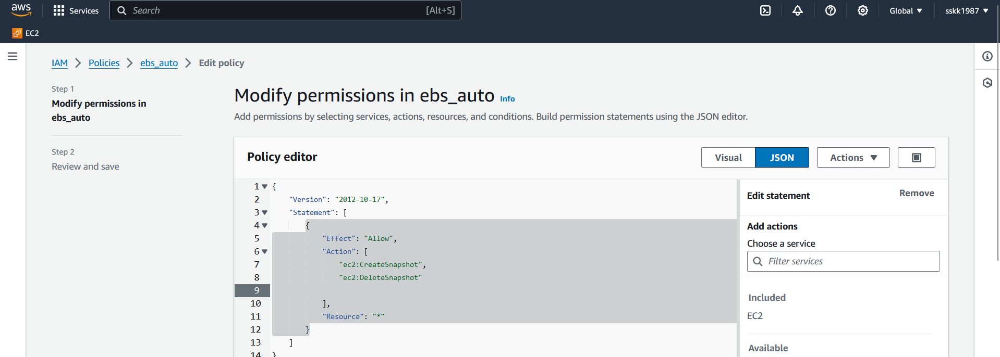 aws
Services
Search
[Alt+S]
Global
sskk1987
EC2
IAM
Policies
ebs_auto
Edit policy
Step 1
Modify permissions in
ebs_auto
Step 2
Review and save
Modify permissions in ebs_auto Info
Add permissions by selecting services, actions, resources, and conditions. Build permission statements using the JSON editor.
Policy editor
Visual
JSON
Actions
1 {
2 "Version": "2012-10-17",
3 "Statement": [
4 {
5 "Effect": "Allow",
6 "Action": [
7 "ec2:CreateSnapshot",
8 "ec2:DeleteSnapshot"
9
10 ],
11 "Resource": "*"
12 }
13 ]
14 }
Edit statement
Remove
Add actions
Choose a service
Filter services
Included
EC2
Available